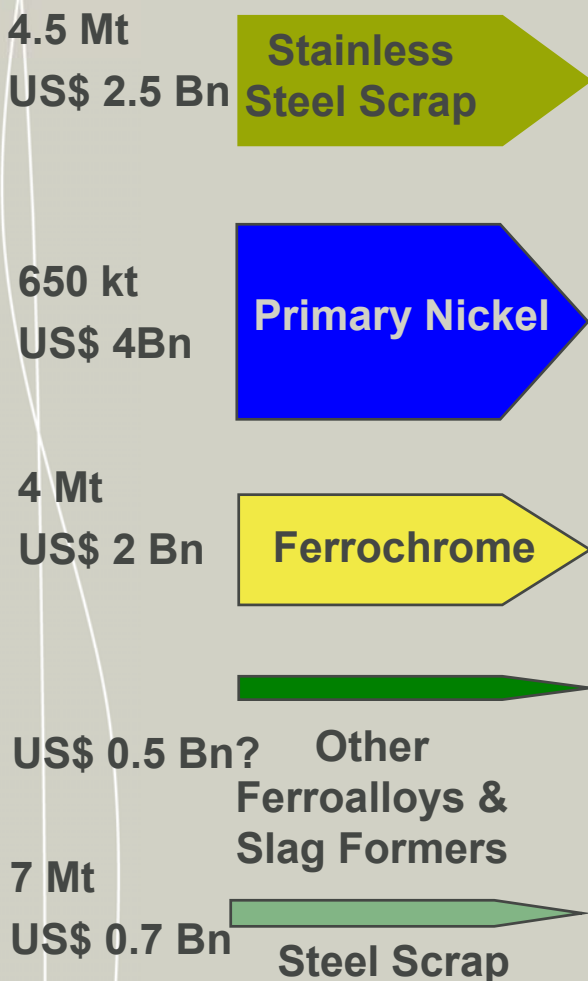 4.5 Mt
US$ 2.5 Bn
Stainless
Steel Scrap
650 kt
US$ 4Bn
Primary Nickel
4 Mt
US$ 2 Bn
Ferrochrome
US$ 0.5 Bn?
Other
Ferroalloys &
Slag Formers
7 Mt
US$ 0.7 Bn
Steel Scrap